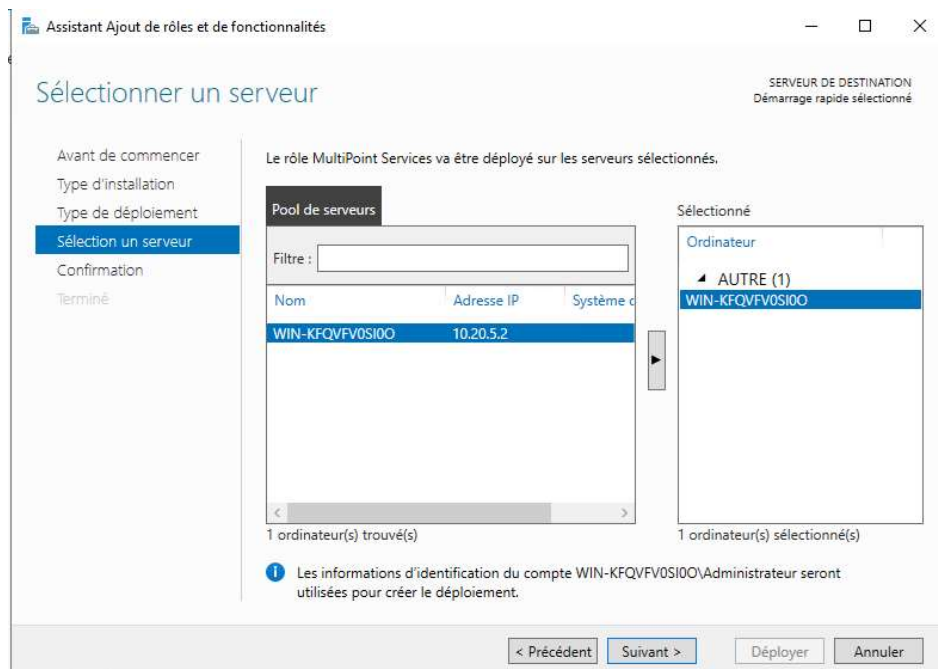 Assistant Ajout de rôles et de fonctionnalités
Sélectionner un serveur
SERVEUR DE DESTINATION
Démarrage rapide sélectionné
Avant de commencer
Type d'installation
Type de déploiement
Sélection un serveur
Confirmation
Terminé
Le rôle MultiPoint Services va être déployé sur les serveurs sélectionnés.
Pool de serveurs
Filtre :
Nom Adresse IP Système d
WIN-KFQVFV0SI0O 10.20.5.2
1 ordinateur(s) trouvé(s)
Sélectionné
Ordinateur
AUTRE (1)
WIN-KFQVFV0SI0O
1 ordinateur(s) sélectionné(s)
Les informations d'identification du compte WIN-KFQVFV0SI0O\Administrateur seront
utilisées pour créer le déploiement.
< Précédent Suivant > Déployer Annuler